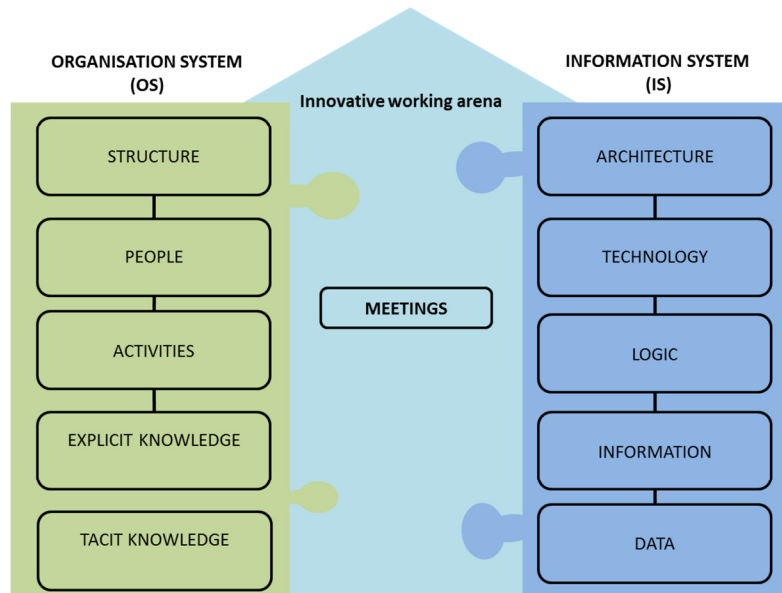 ORGANISATION SYSTEM
(OS)
STRUCTURE
PEOPLE
ACTIVITIES
EXPLICIT KNOWLEDGE
TACIT KNOWLEDGE
Innovative working arena
MEETINGS
INFORMATION SYSTEM
(IS)
ARCHITECTURE
TECHNOLOGY
LOGIC
INFORMATION
DATA